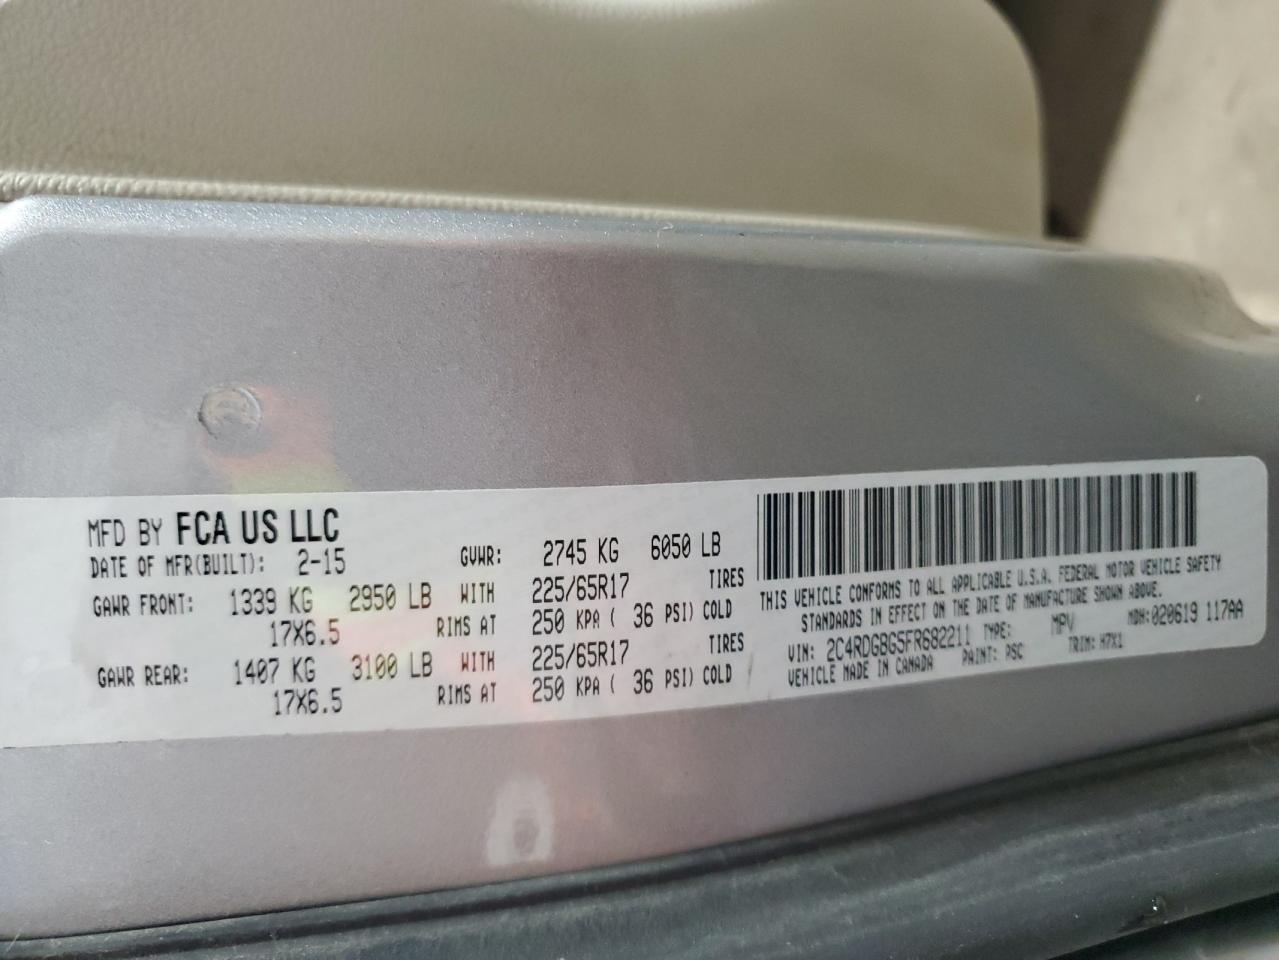 MFD BY FCA US LLC
DATE OF MFR(BUILT): 2-15 GVWR: 2745 KG 6050 LB
GAWR FRONT: 1339 KG 2950 LB WITH 225/65R17 TIRES
17X6.5 RIMS AT 250 KPA ( 36 PSI) COLD
GAWR REAR: 1407 KG 3100 LB WITH 225/65R17 TIRES
17X6.5 RIMS AT 250 KPA ( 36 PSI) COLD
THIS VEHICLE CONFORMS TO ALL APPLICABLE U.S.A. FEDERAL MOTOR VEHICLE SAFETY
STANDARDS IN EFFECT ON THE DATE OF MANUFACTURE SHOWN ABOVE.
VIN: 2C4RDGBG5FR682211 TYPE: MPV MDH:020619 117AA
VEHICLE MADE IN CANADA PAINT: PSC TRIM: H7X1